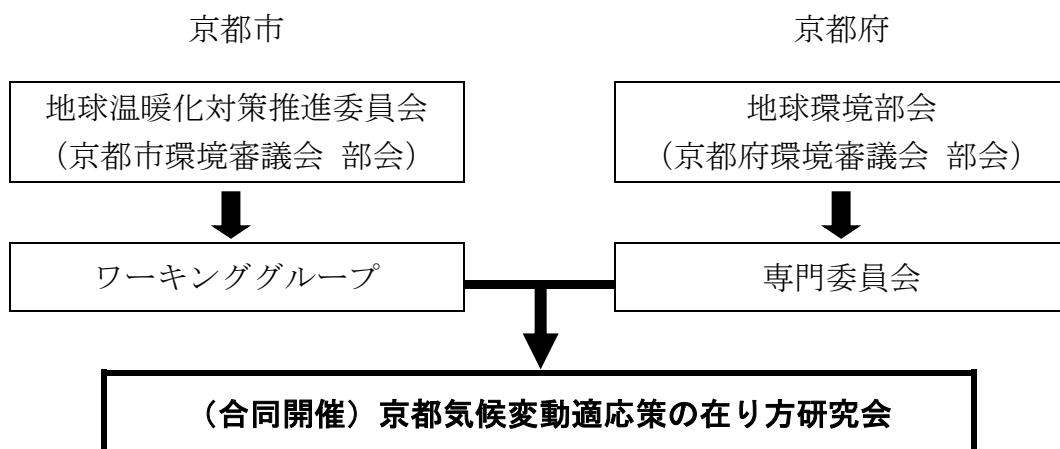 京都市
京都府
地球温暖化対策推進委員会
(京都市環境審議会 部会)
地球環境部会
(京都府環境審議会 部会)
ワーキンググループ
専門委員会
(合同開催)京都気候変動適応策の在り方研究会